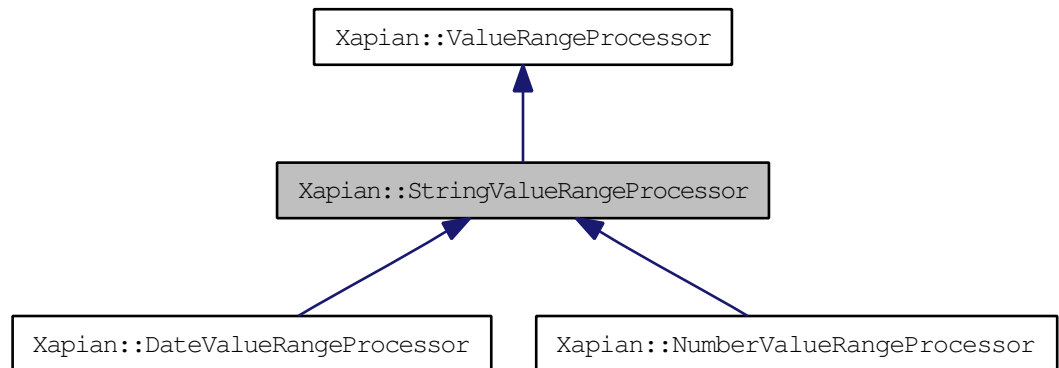 Xapian::ValueRangeProcessor
Xapian::StringValueRangeProcessor
Xapian::DateValueRangeProcessor
Xapian::NumberValueRangeProcessor